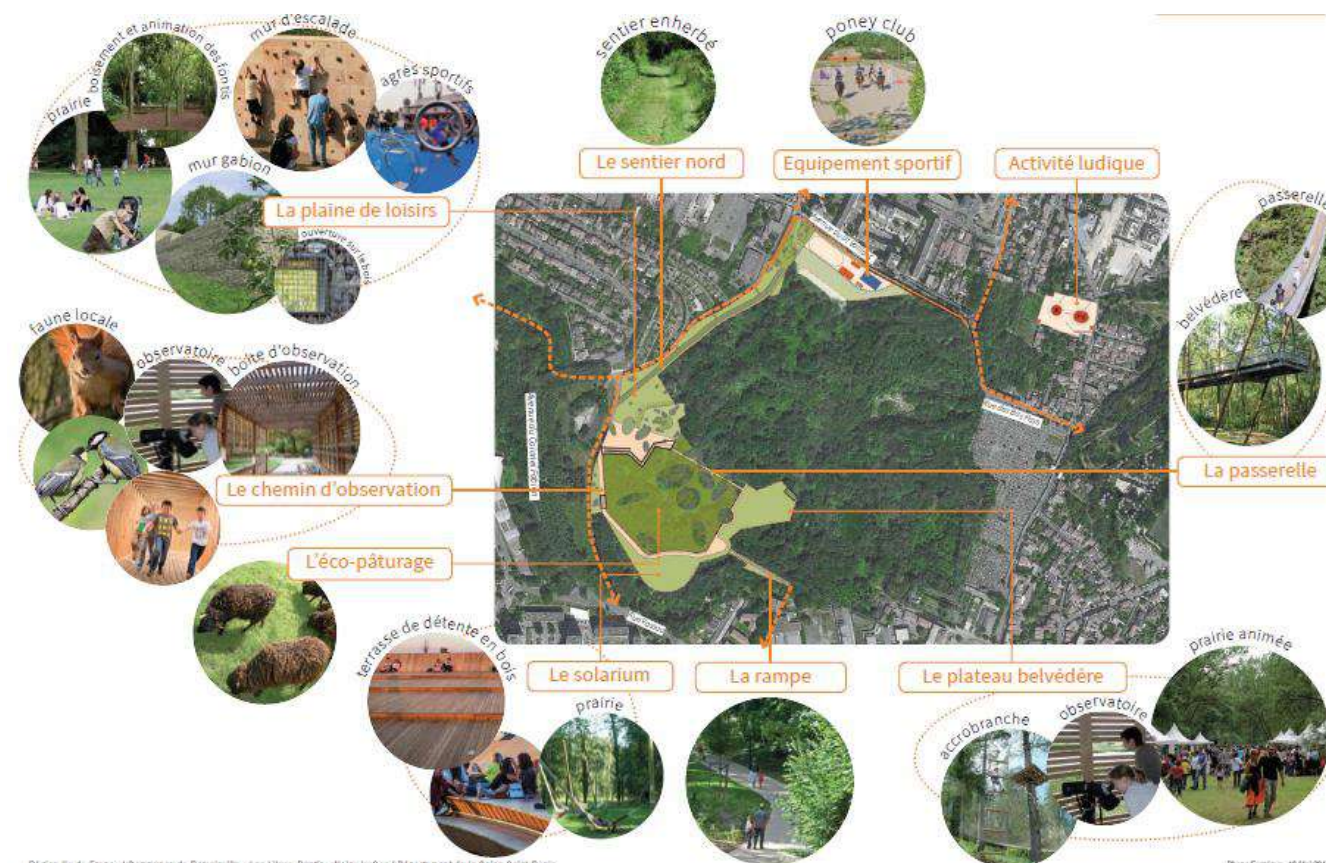 boisement et animation des fontis
mur d'escalade
agrès sportifs
prairie
mur gabion
ouverture sur le bois
La plaine de loisirs
sentier enherbé
Le sentier nord
poney club
Equipement sportif
Activité ludique
passerelle
belvédère
La passerelle
faune locale
observatoire
boite d'observation
Le chemin d'observation
L'éco-pâturage
terrasse de détente en bois
Le solarium
prairie
La rampe
Le plateau belvédère
accrobranche
observatoire
prairie animée